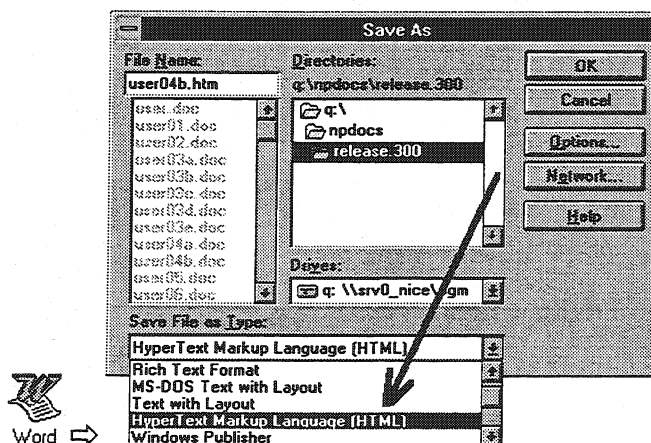 Save As
File Name:
user04b.htm
user.doc
user01.doc
user02.doc
user03a.doc
user03b.doc
user03c.doc
user03d.doc
user03e.doc
user04a.doc
user04b.doc
user05.doc
user06.doc
Directories:
q:\npdocs\release.300
q:\
npdocs
release.300
Drives:
q: \\srv0_nice\
OK
Cancel
Options...
Network...
Help
Save File as Type:
HyperText Markup Language (HTML)
Rich Text Format
MS-DOS Text with Layout
Text with Layout
HyperText Markup Language (HTML)
Windows Publisher
Word